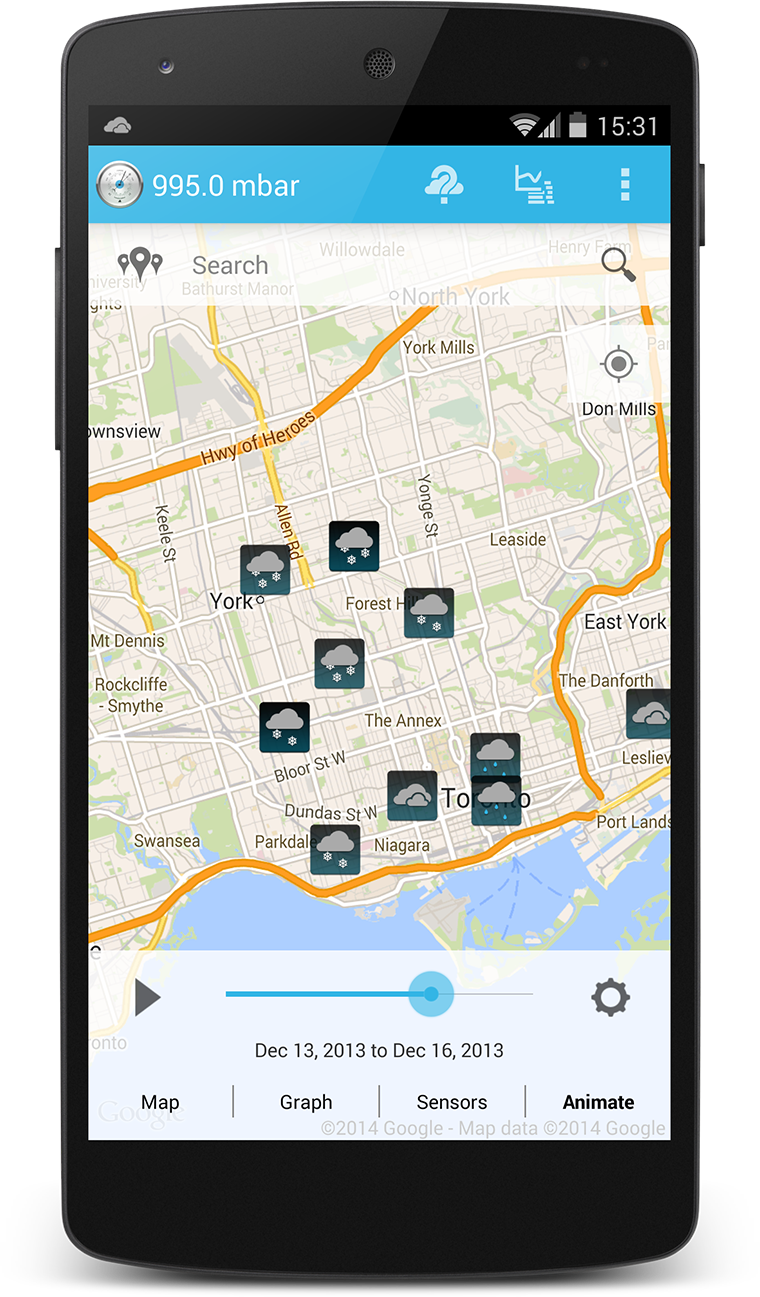 15:31
995.0 mbar
Willowdale
Henry Farm
Search
Bathurst Manor
North York
York Mills
Don Mills
ownsview
Hwy of Heroes
Keele St
Allen Rd
Yonge St
Leaside
York
Forest Hill
East York
Mt Dennis
Rockcliffe
- Smythe
The Danforth
The Annex
Bloor St W
Lesliev
Toronto
Dundas St W
Swansea
Parkdale
Niagara
Port Lands
e
ronto
Dec 13, 2013 to Dec 16, 2013
Map
Graph
Sensors
Animate
Google
©2014 Google - Map data ©2014 Google